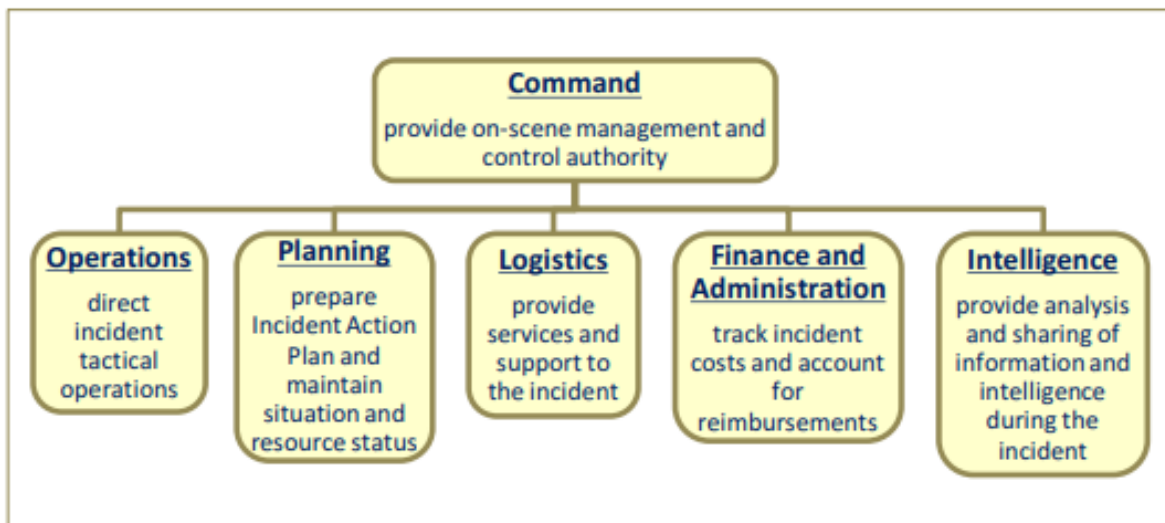 Command
provide on-scene management and
control authority
Operations
direct
incident
tactical
operations
Planning
prepare
Incident Action
Plan and
maintain
situation and
resource status
Logistics
provide
services and
support to
the incident
Finance and
Administration
track incident
costs and account
for
reimbursements
Intelligence
provide analysis
and sharing of
information and
intelligence
during the
incident